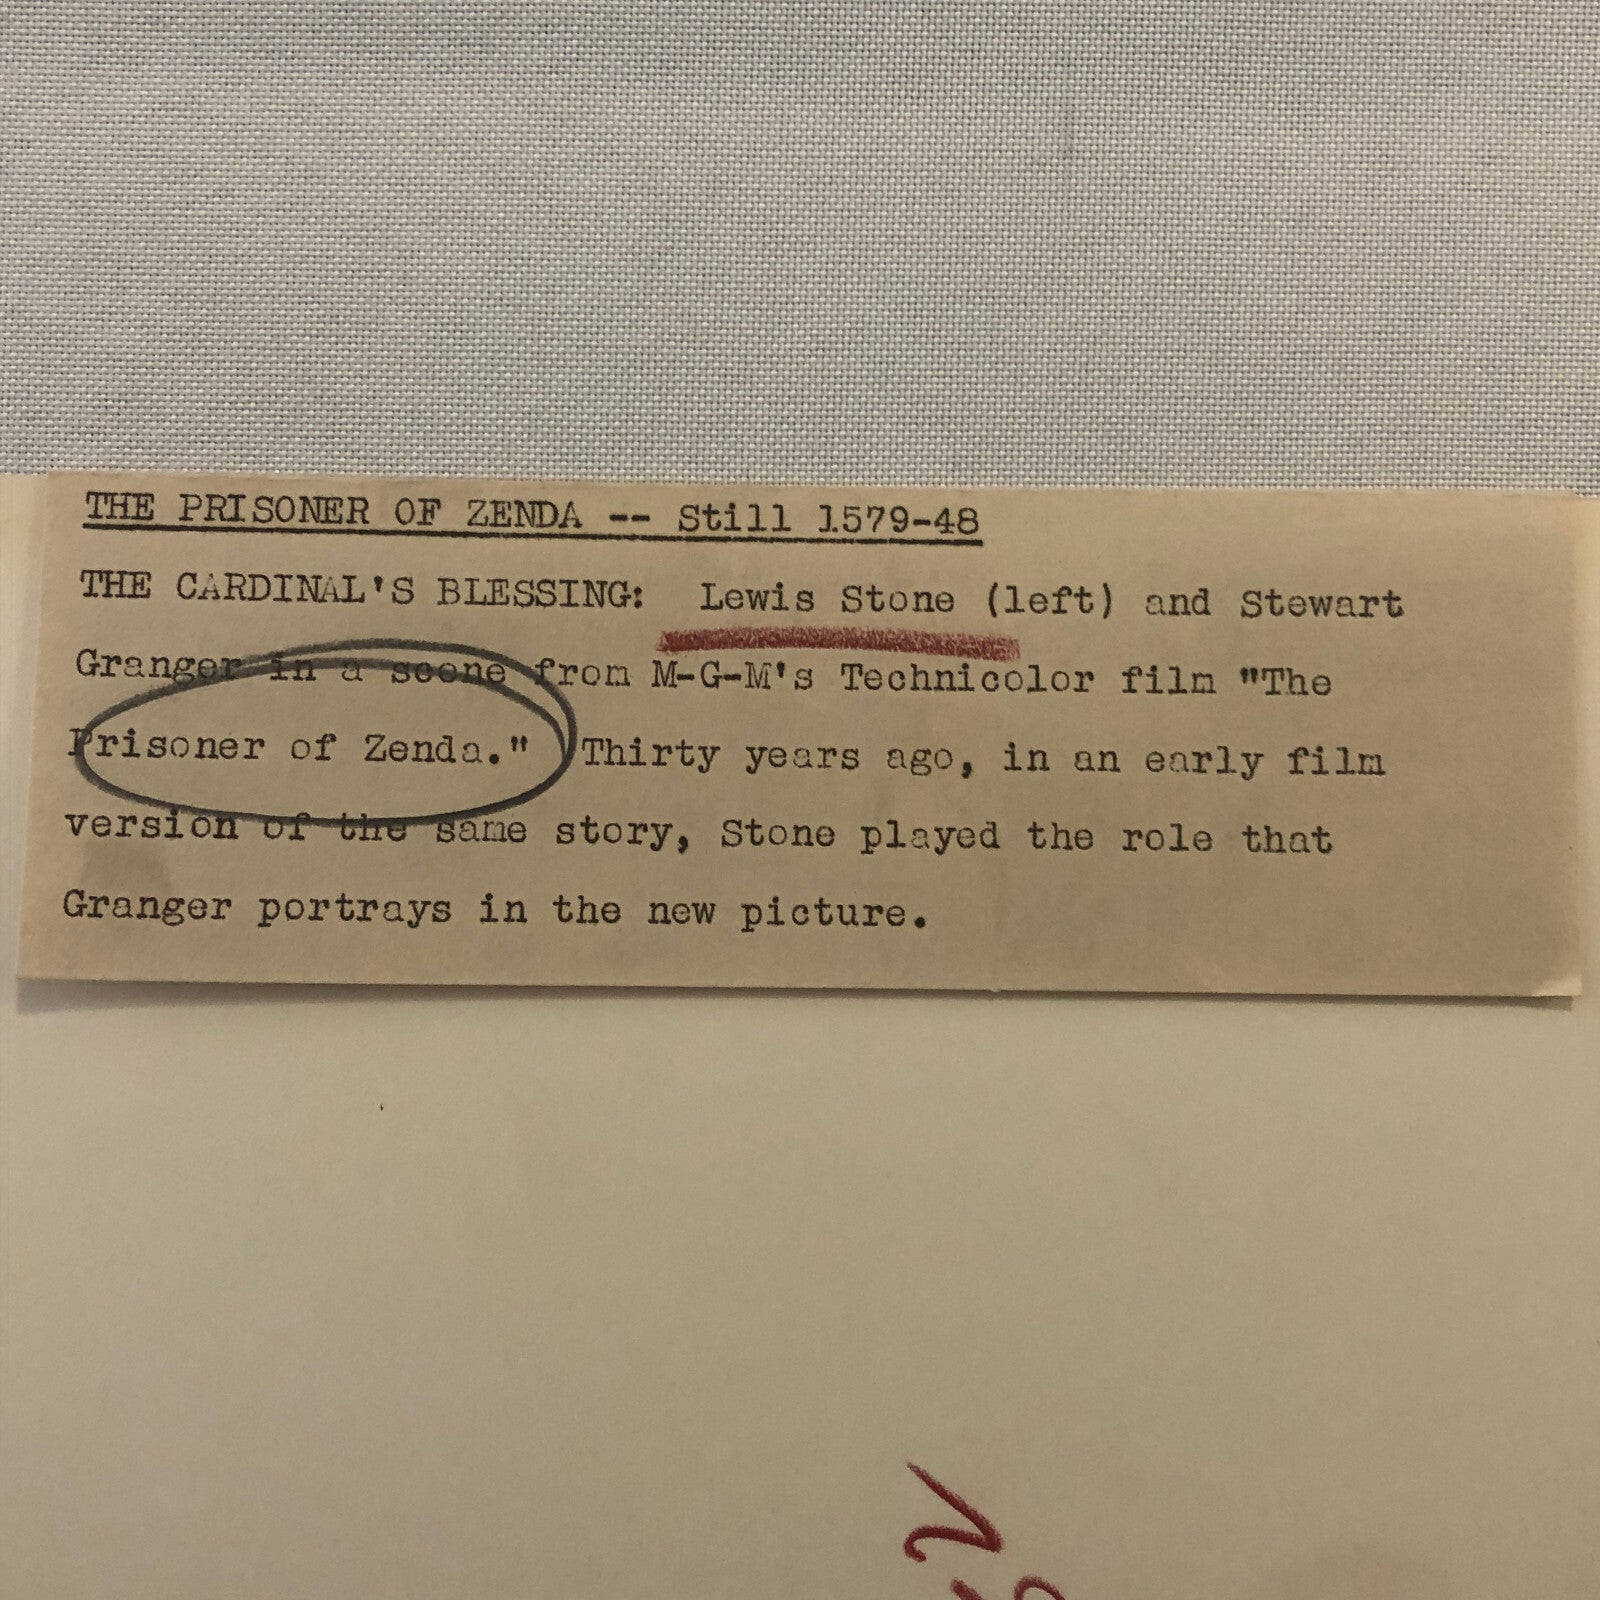 THE PRISONER OF ZENDA -- Still 1579-48
THE CARDINAL'S BLESSING: Lewis Stone (left) and Stewart
Granger in a scene from M-G-M's Technicolor film "The
Prisoner of Zenda." Thirty years ago, in an early film
version of the same story, Stone played the role that
Granger portrays in the new picture.